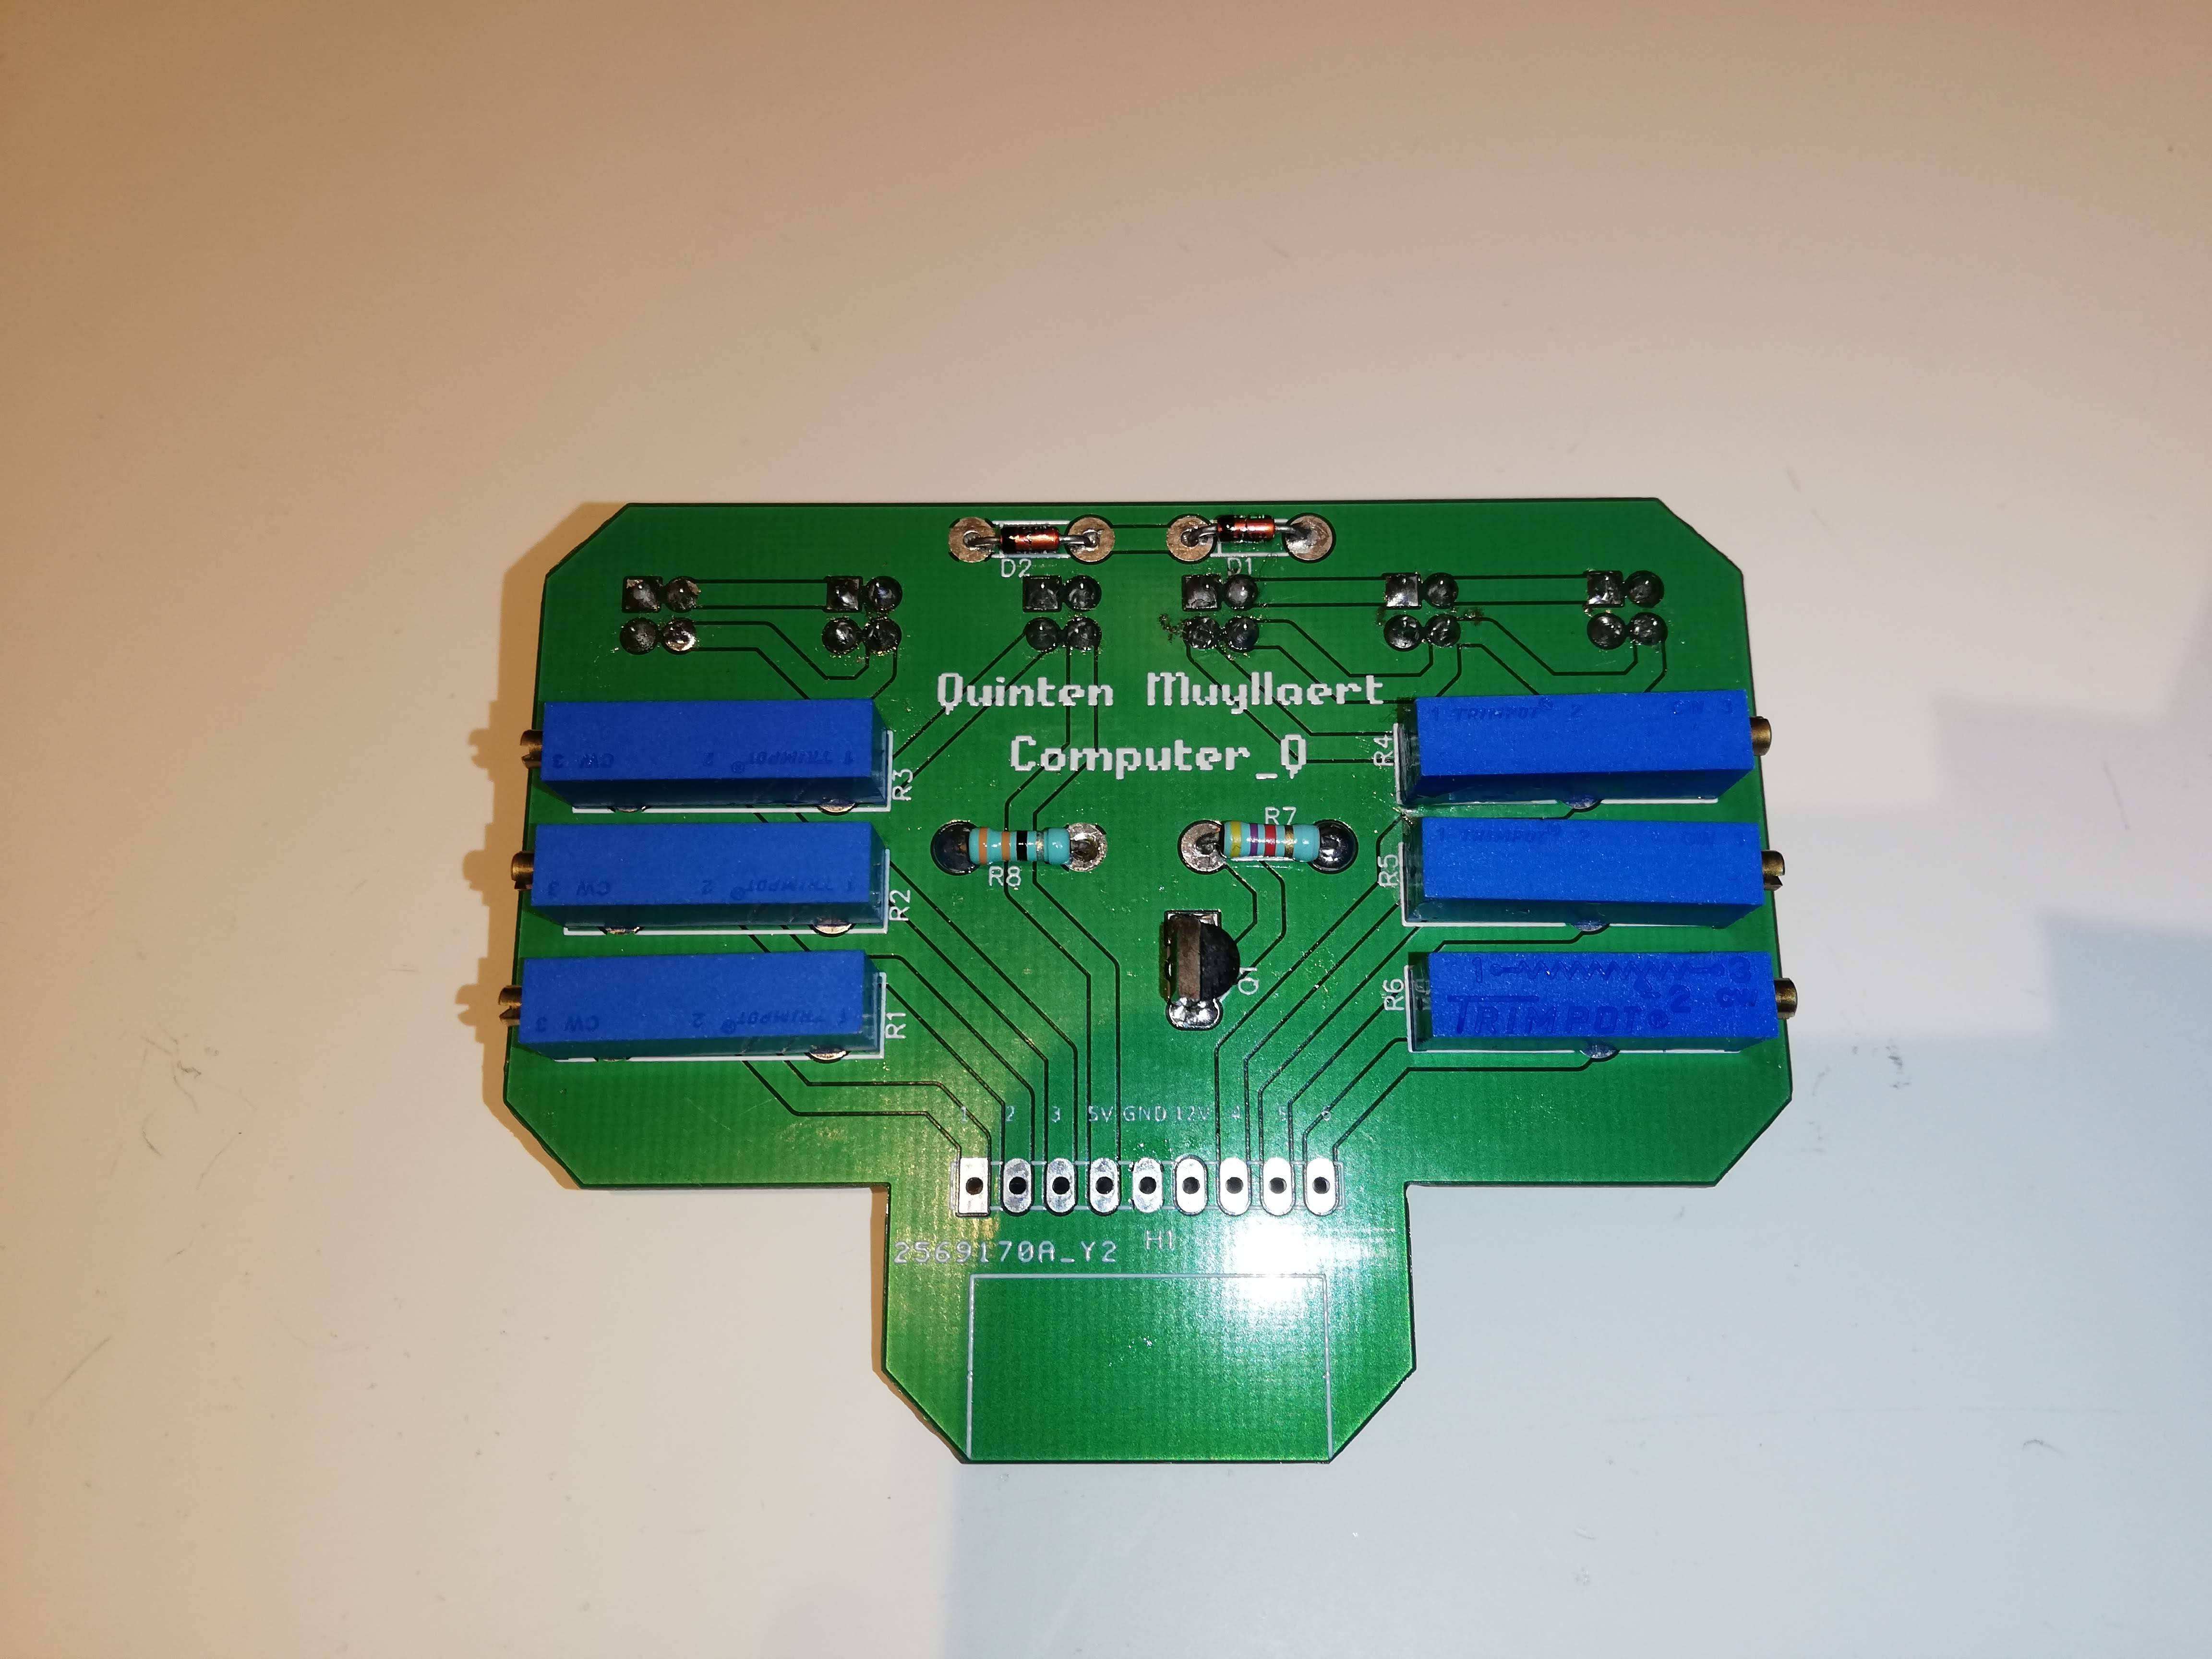 D2
D1
Quinten Muyllaert
Computer_Q
CW 3 2 ® 1 TRIMPOT
R3
R4
1 TRIMPOT® 2 CW 3
R7
R8
CW 3 2 ® 1 TRIMPOT
R2
R5
1 TRIMPOT® 2 CW
Q1
CW 3 2 ® 1 TRIMPOT
R1
R6
1 3
2 CW
TRIMPOT®
1 2 3 5V GND 12V 4 5 6
H1
2569170A_Y2